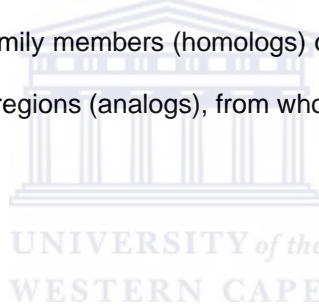 mily members (homologs) o
regions (analogs), from who
UNIVERSITY of the
WESTERN CAPE